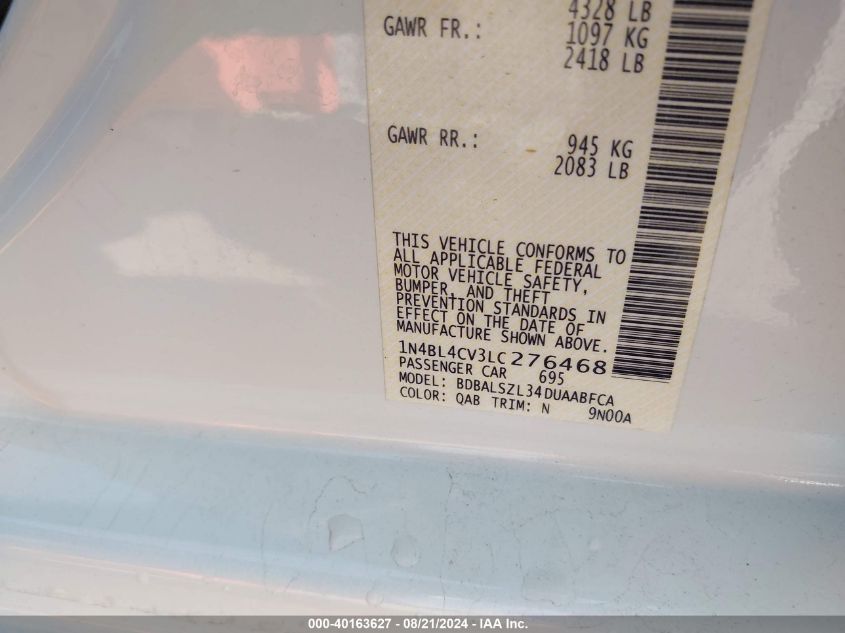 4328 LB
GAWR FR.: 1097 KG
2418 LB
GAWR RR.: 945 KG
2083 LB
THIS VEHICLE CONFORMS TO
ALL APPLICABLE FEDERAL
MOTOR VEHICLE SAFETY,
BUMPER, AND THEFT
PREVENTION STANDARDS IN
EFFECT ON THE DATE OF
MANUFACTURE SHOWN ABOVE.
1N4BL4CV3LC276468
PASSENGER CAR 695
MODEL: BDBALSZL34DUAABFCA
COLOR: QAB TRIM: N 9N00A
000-40163627 - 08/21/2024 - IAA Inc.